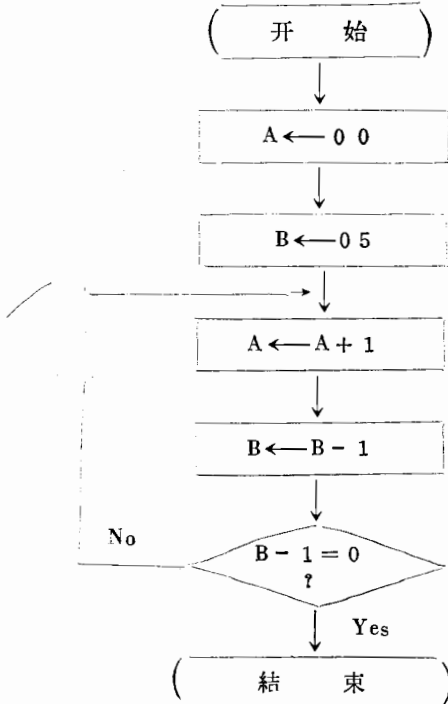 开 始
A ← 0 0
B ← 0 5
A ← A + 1
B ← B - 1
B - 1 = 0
?
No
Yes
結 束